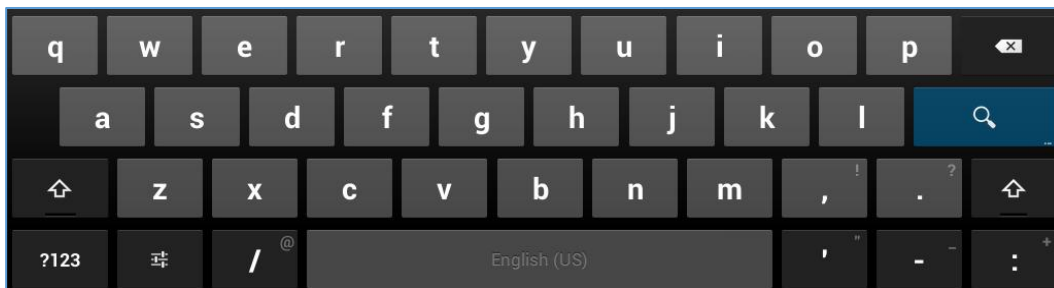 q w e r t y u i o p
a s d f g h j k l
z x c v b n m , ! . ?
?123 / @ English (US) ' " - _ : +